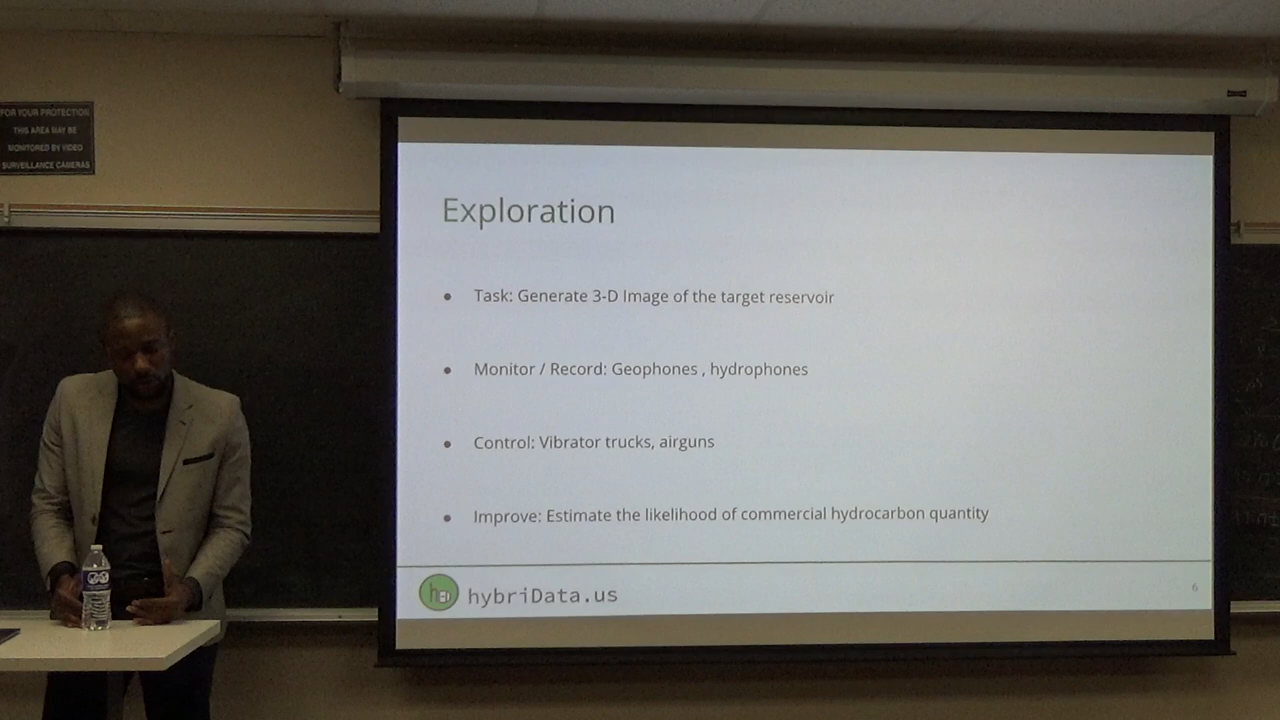 FOR YOUR PROTECTION
THIS AREA MAY BE
MONITORED BY VIDEO
SURVEILLANCE CAMERAS
Exploration
● Task: Generate 3-D Image of the target reservoir
● Monitor / Record: Geophones , hydrophones
● Control: Vibrator trucks, airguns
● Improve: Estimate the likelihood of commercial hydrocarbon quantity
hybriData.us
6